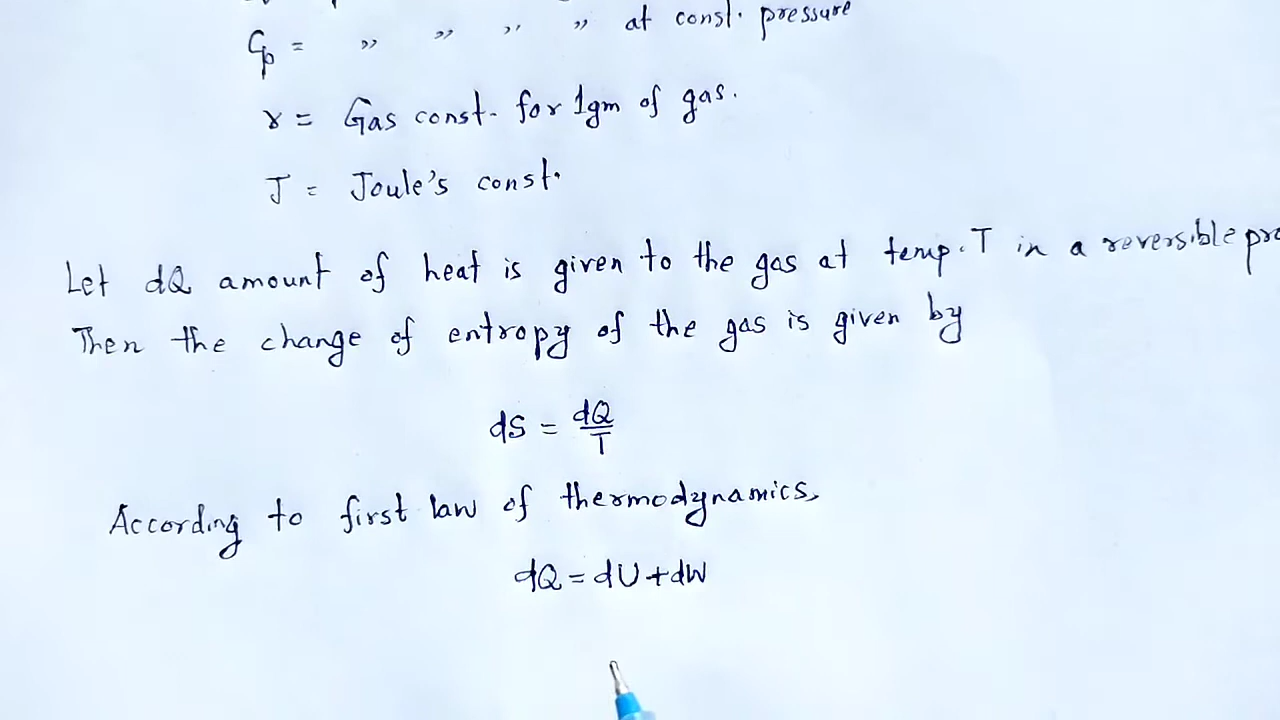 Cp = ,, ,, ,, ,, at const. pressure
r = Gas const. for 1gm of gas.
J = Joule's const.
Let dQ amount of heat is given to the gas at temp. T in a reversible
Then the change of entropy of the gas is given by
dS = dQ/T
According to first law of thermodynamics,
dQ = dU + dW